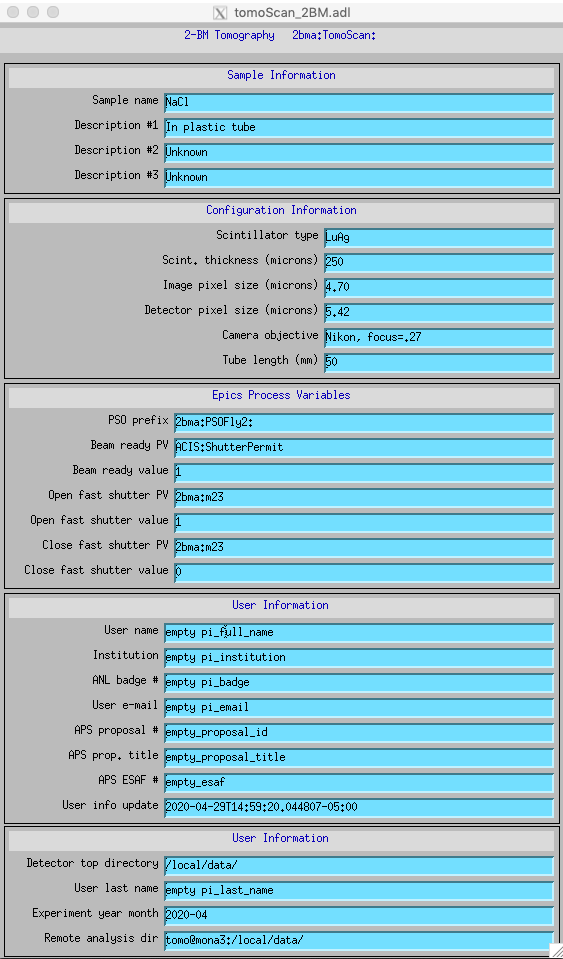 tomoScan_2BM.adl
2-BM Tomography 2bma:TomoScan:
Sample Information
Sample name NaCl
Description #1 In plastic tube
Description #2 Unknown
Description #3 Unknown
Configuration Information
Scintillator type LuAg
Scint. thickness (microns) 250
Image pixel size (microns) 4.70
Detector pixel size (microns) 5.42
Camera objective Nikon, focus=.27
Tube length (mm) 50
Epics Process Variables
PSO prefix 2bma:PSOFly2:
Beam ready PV ACIS:ShutterPermit
Beam ready value 1
Open fast shutter PV 2bma:m23
Open fast shutter value 1
Close fast shutter PV 2bma:m23
Close fast shutter value 0
User Information
User name empty pi_full_name
Institution empty pi_institution
ANL badge # empty pi_badge
User e-mail empty pi_email
APS proposal # empty_proposal_id
APS prop. title empty_proposal_title
APS ESAF # empty_esaf
User info update 2020-04-29T14:59:20.044807-05:00
User Information
Detector top directory /local/data/
User last name empty pi_last_name
Experiment year month 2020-04
Remote analysis dir tomo@mona3:/local/data/